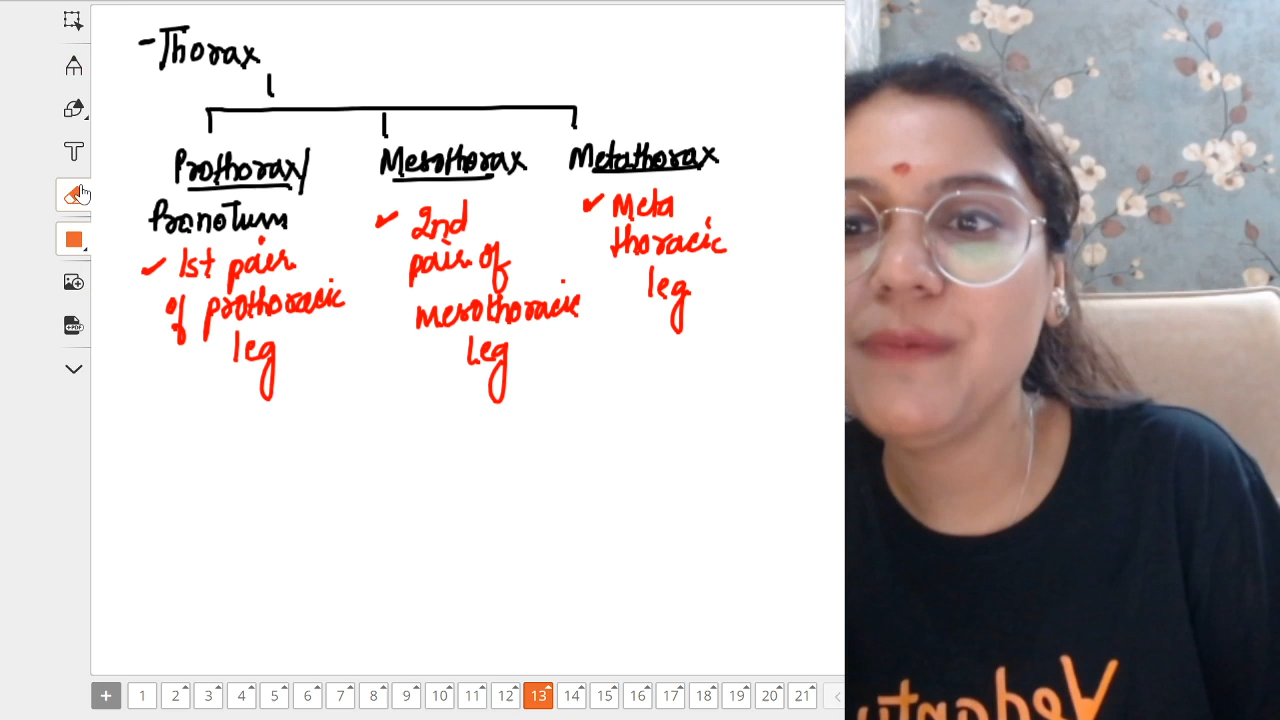 -Thorax
Prothorax/
Pronotum
✓ 1st pair
of prothoracic
leg
Mesothorax
✓ 2nd
pair of
mesothoracic
Leg
Metathorax
✓ Meta
thoracic
leg
T
PDF
+ 1 2 3 4 5 6 7 8 9 10 11 12 13 14 15 16 17 18 19 20 21 <
Vedantu